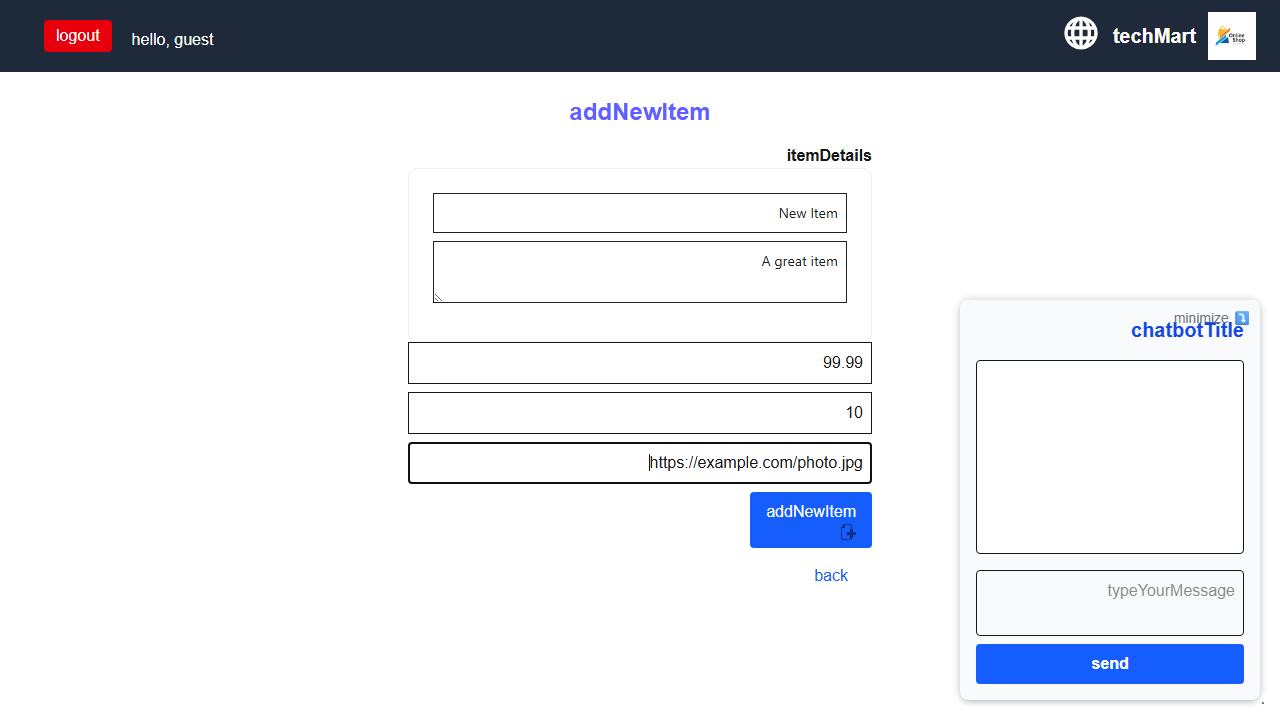 logout
hello, guest
techMart
Online
Shop
addNewItem
itemDetails
New Item
A great item
99.99
10
https://example.com/photo.jpg
addNewItem
back
minimize
chatbotTitle
typeYourMessage
send
.